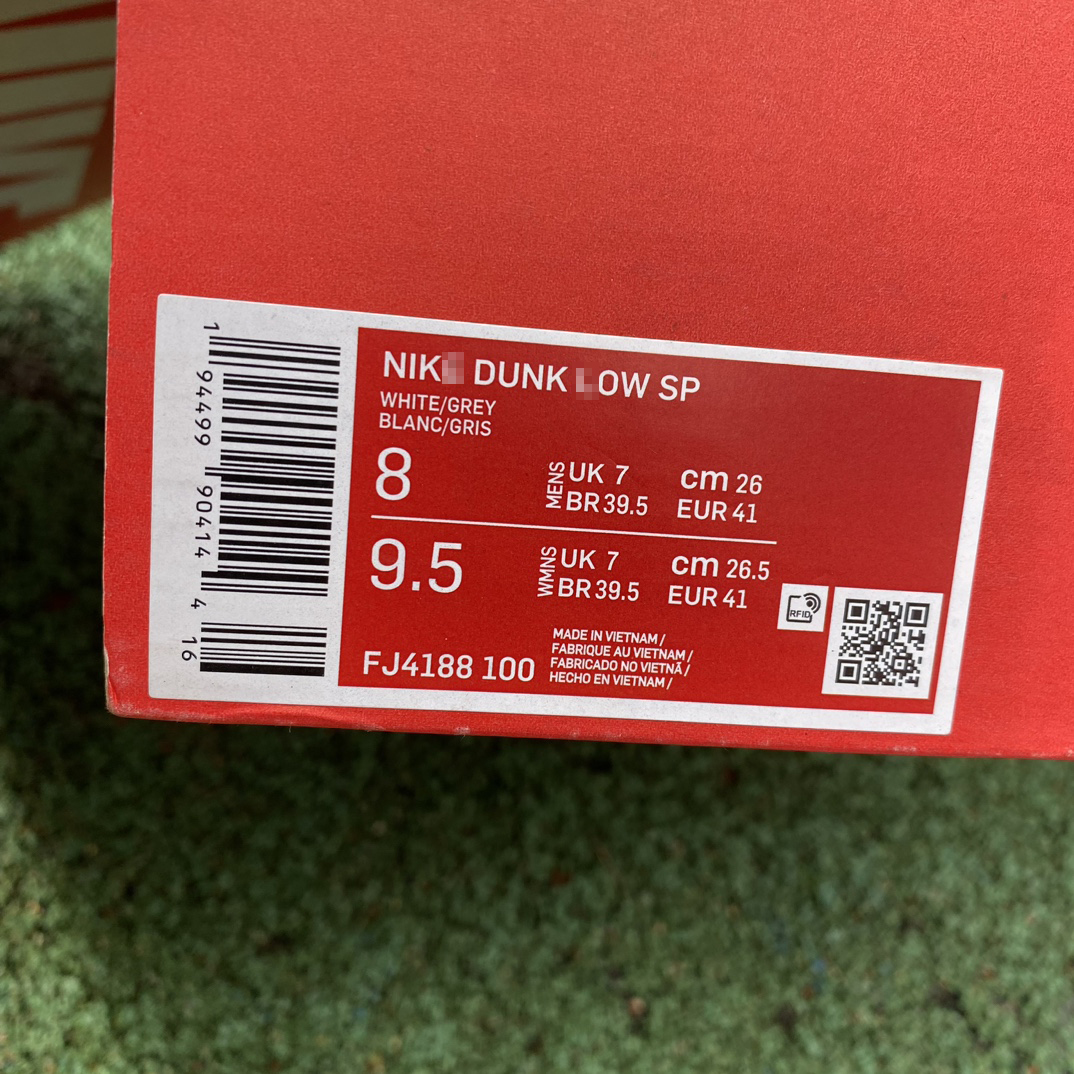 1 94499 90414 4 16
DUNK SP
WHITE/GREY
BLANC/GRIS
8
MENS UK 7 cm 26
BR 39.5 EUR 41
9.5
WMNS UK 7 cm 26.5
BR 39.5 EUR 41
RFID
FJ4188 100
MADE IN VIETNAM /
FABRIQUE AU VIETNAM /
FABRICADO NO VIETNÃ /
HECHO EN VIETNAM /